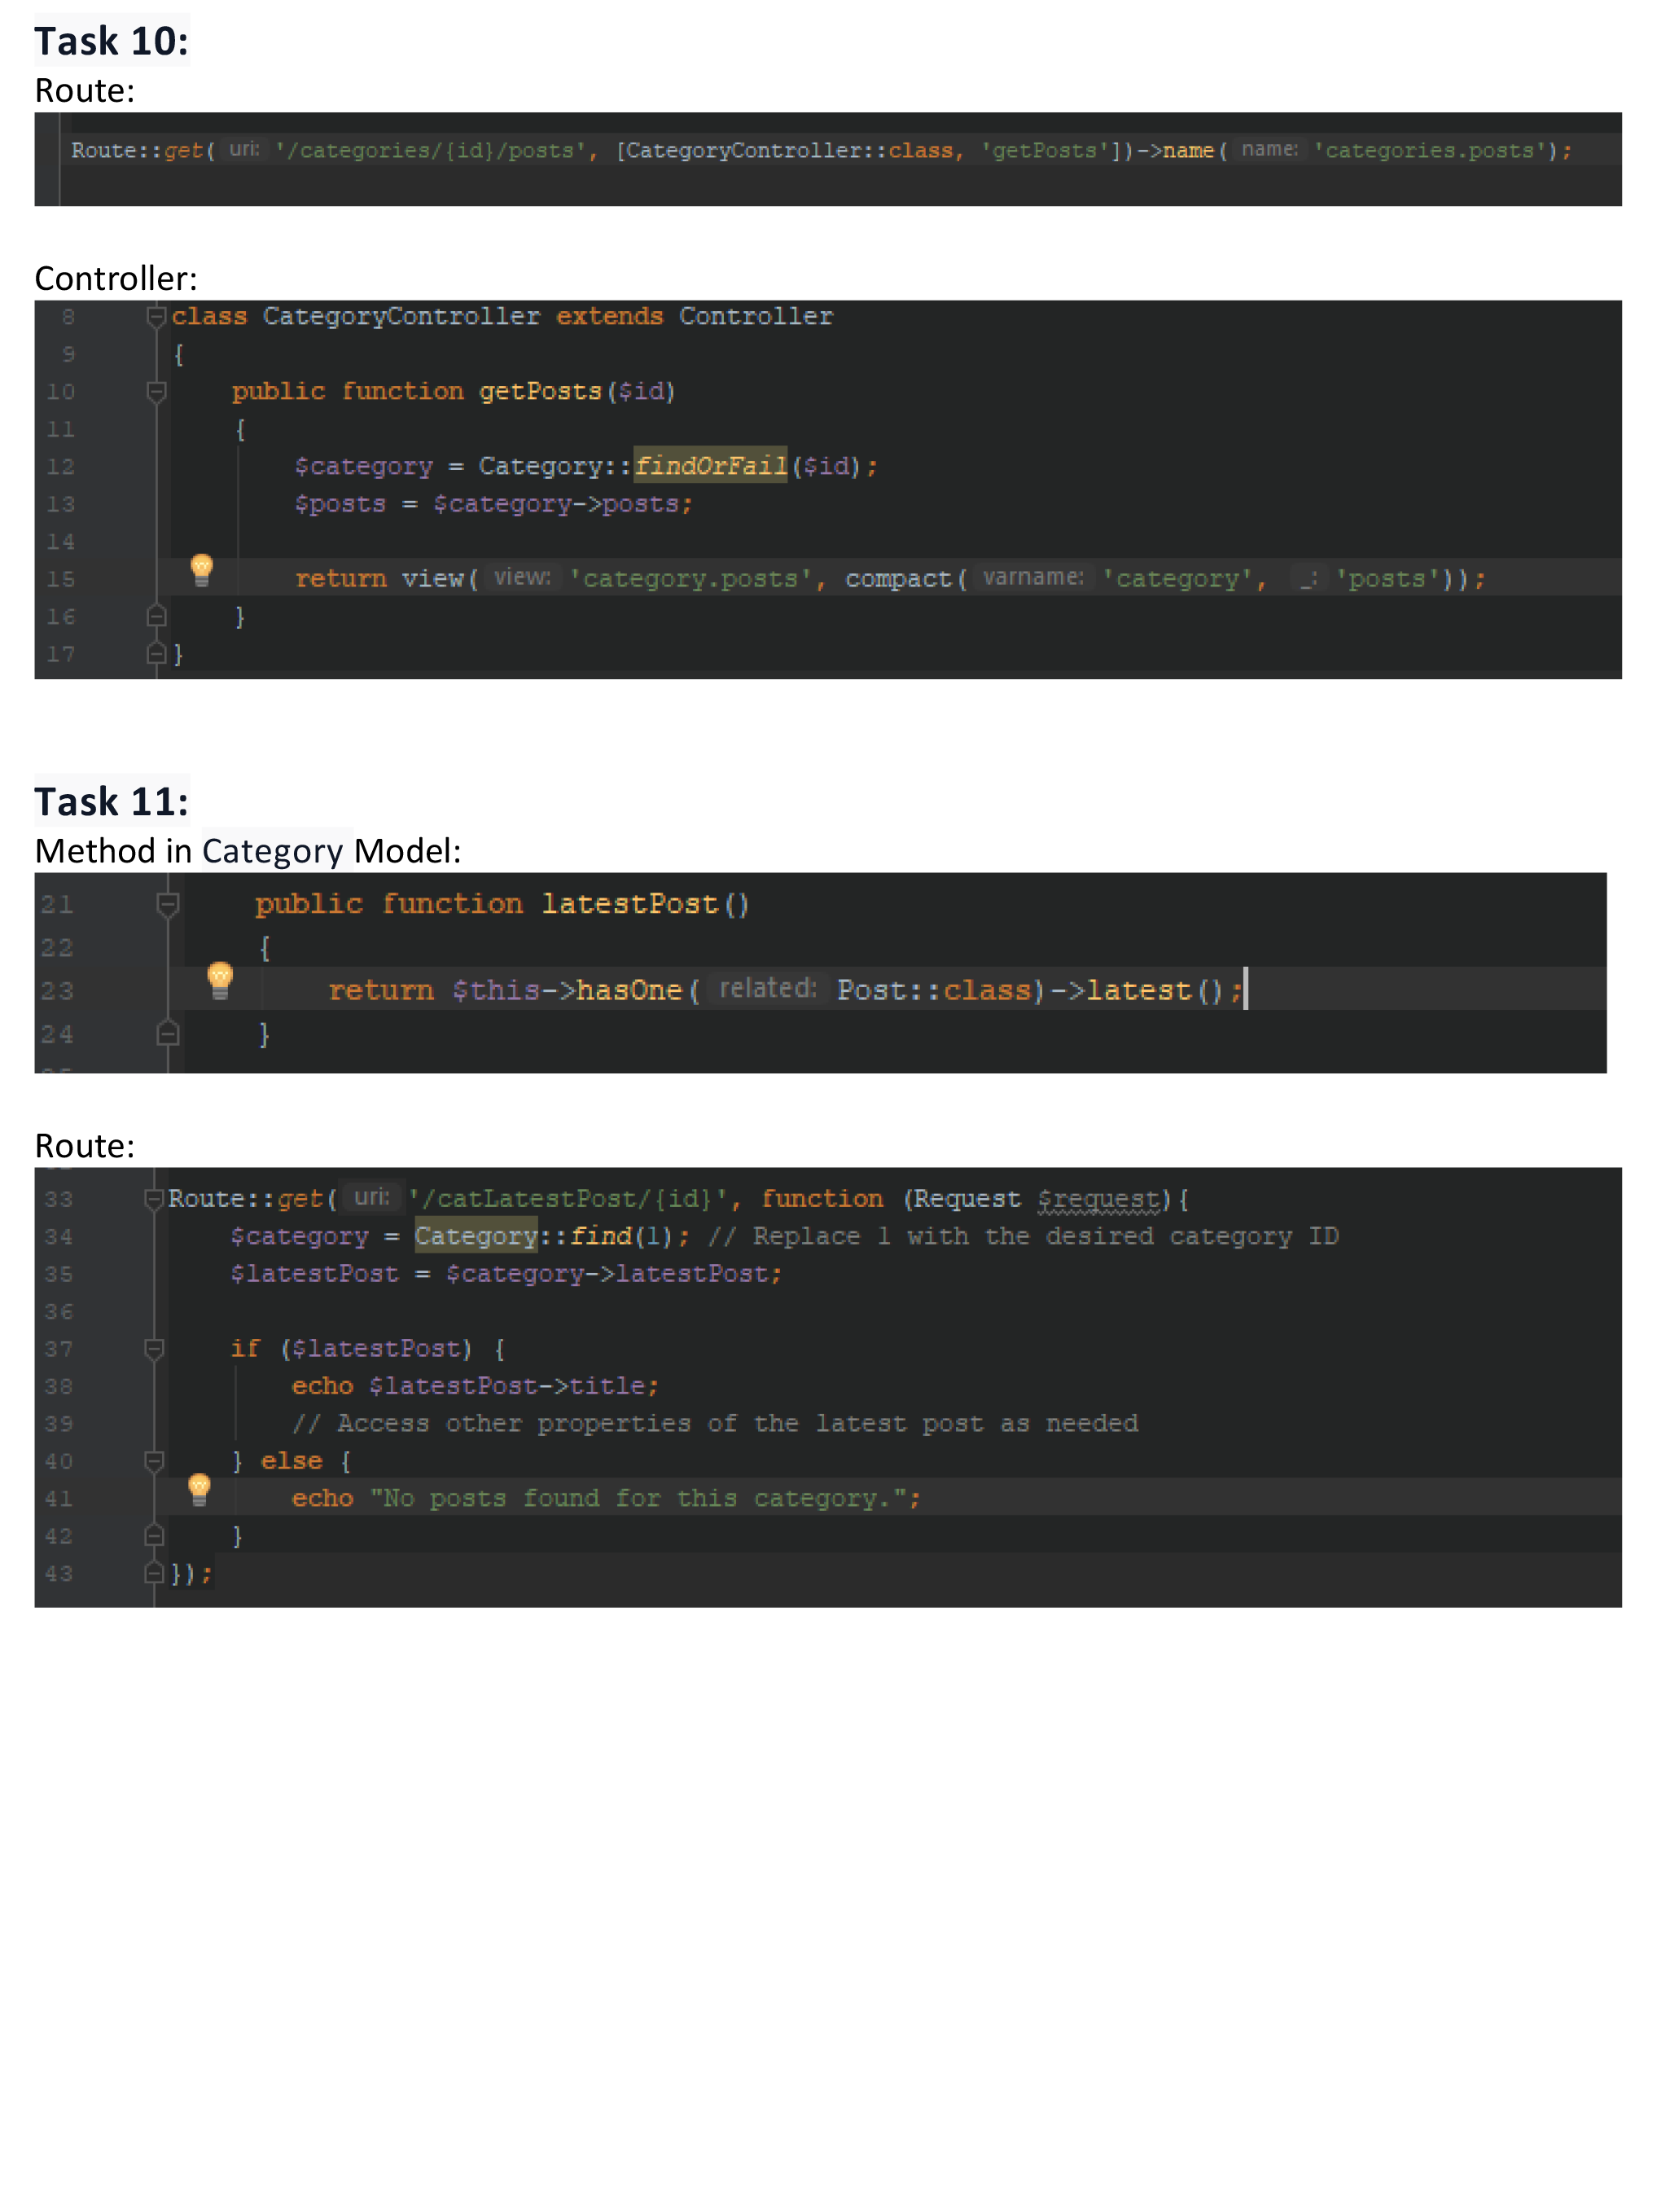 Task 10:
Route:
Route::get( uri: '/categories/{id}/posts', [CategoryController::class, 'getPosts'])->name( name: 'categories.posts');
Controller:
8 class CategoryController extends Controller
9 {
10 public function getPosts($id)
11 {
12 $category = Category::findOrFail($id);
13 $posts = $category->posts;
14
15 return view( view: 'category.posts', compact( varname: 'category', _: 'posts'));
16 }
17 }
Task 11:
Method in Category Model:
21 public function latestPost()
22 {
23 return $this->hasOne( related: Post::class)->latest();
24 }
Route:
33 Route::get( uri: '/catLatestPost/{id}', function (Request $request){
34 $category = Category::find(1); // Replace 1 with the desired category ID
35 $latestPost = $category->latestPost;
36
37 if ($latestPost) {
38 echo $latestPost->title;
39 // Access other properties of the latest post as needed
40 } else {
41 echo "No posts found for this category.";
42 }
43 });